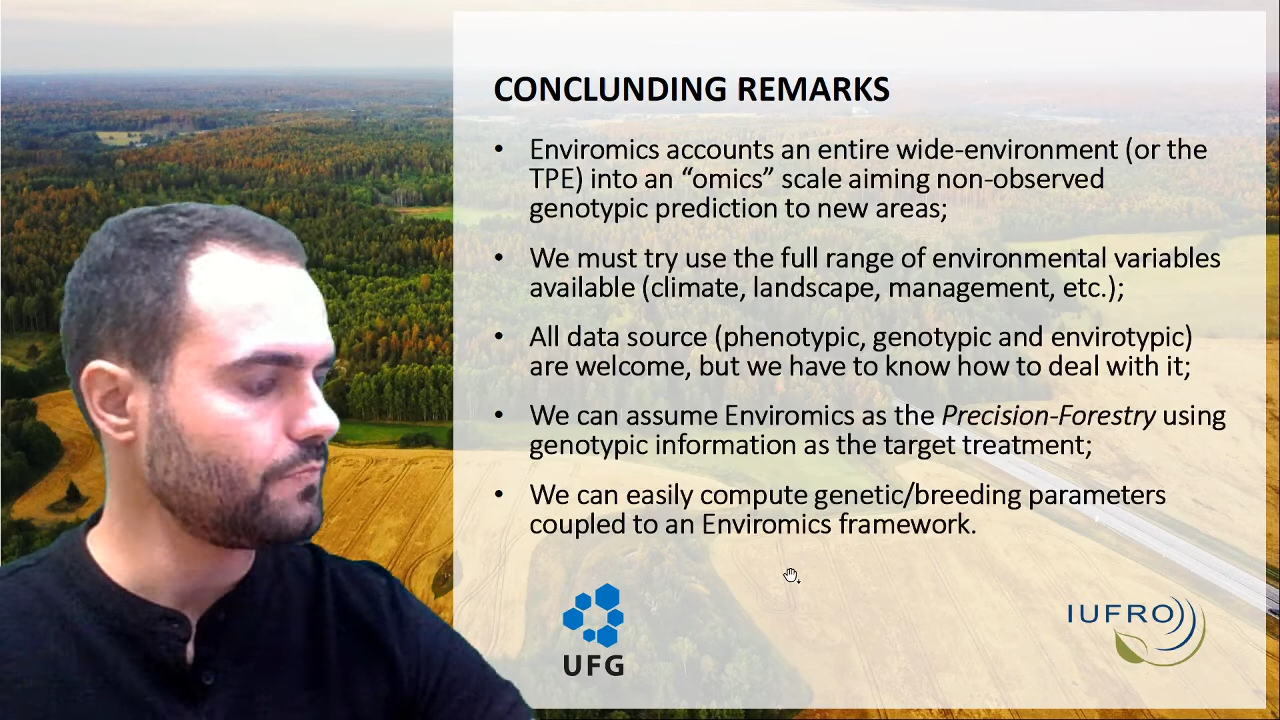 CONCLUNDING REMARKS
• Enviromics accounts an entire wide-environment (or the
TPE) into an “omics” scale aiming non-observed
genotypic prediction to new areas;
• We must try use the full range of environmental variables
available (climate, landscape, management, etc.);
• All data source (phenotypic, genotypic and envirotypic)
are welcome, but we have to know how to deal with it;
• We can assume Enviromics as the Precision-Forestry using
genotypic information as the target treatment;
• We can easily compute genetic/breeding parameters
coupled to an Enviromics framework.
UFG
IUFRO